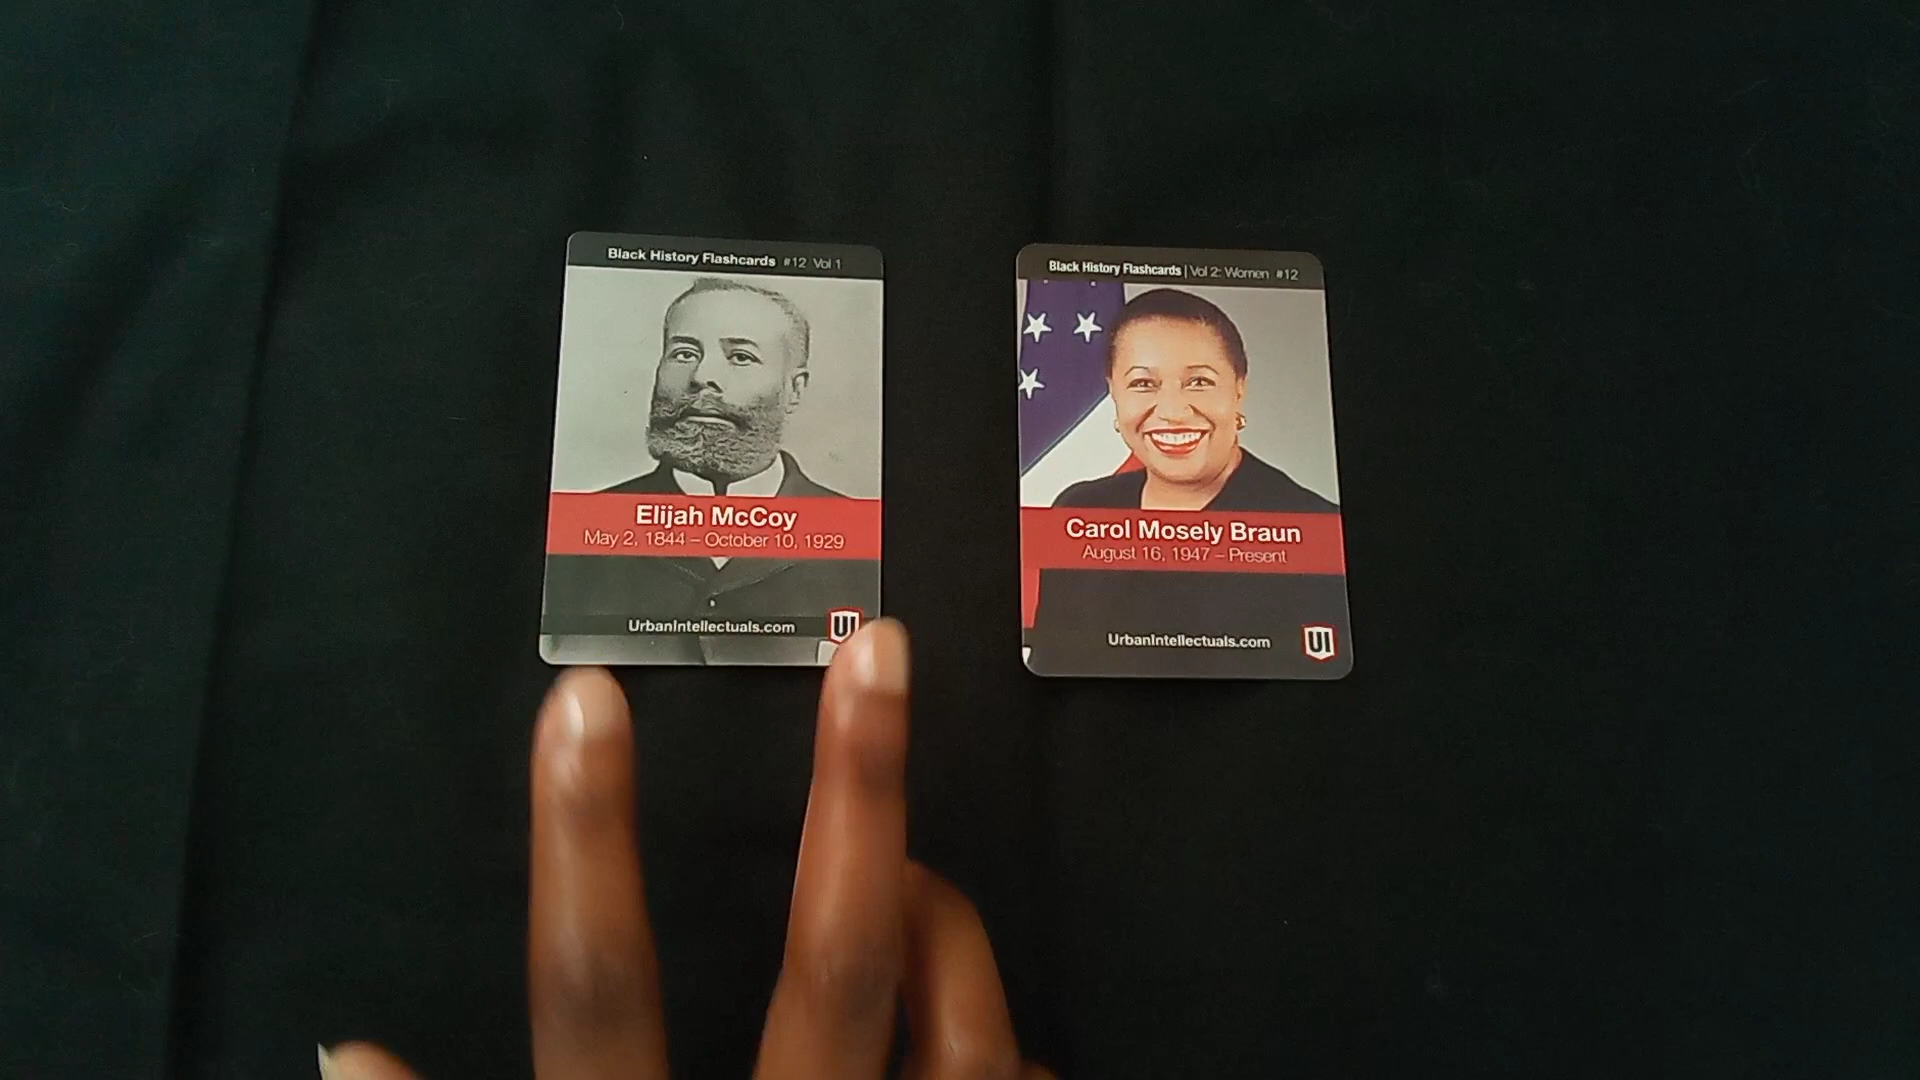 Black History Flashcards #12 Vol 1
Elijah McCoy
May 2, 1844 – October 10, 1929
UrbanIntellectuals.com
UI
Black History Flashcards | Vol 2: Women #12
Carol Mosely Braun
August 16, 1947 – Present
UrbanIntellectuals.com
UI